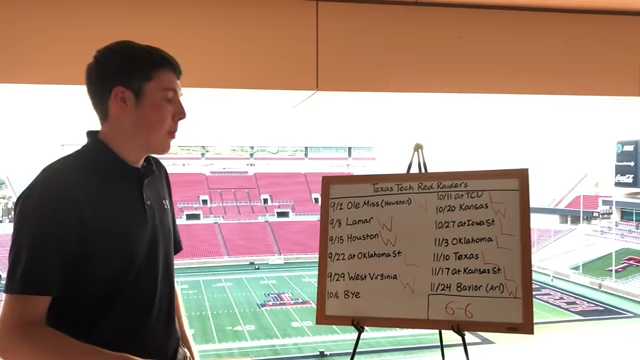 Texas Tech Red Raiders
9/1 Ole Miss (Houston) W
9/8 Lamar W
9/15 Houston W
9/22 at Oklahoma St. L
9/29 West Virginia W
10/6 Bye
10/11 at TCU L
10/20 Kansas W
10/27 at Iowa St. L
11/3 Oklahoma L
11/10 Texas L
11/17 at Kansas St. L
11/24 Baylor (Arl) W
6-6
Coca-Cola